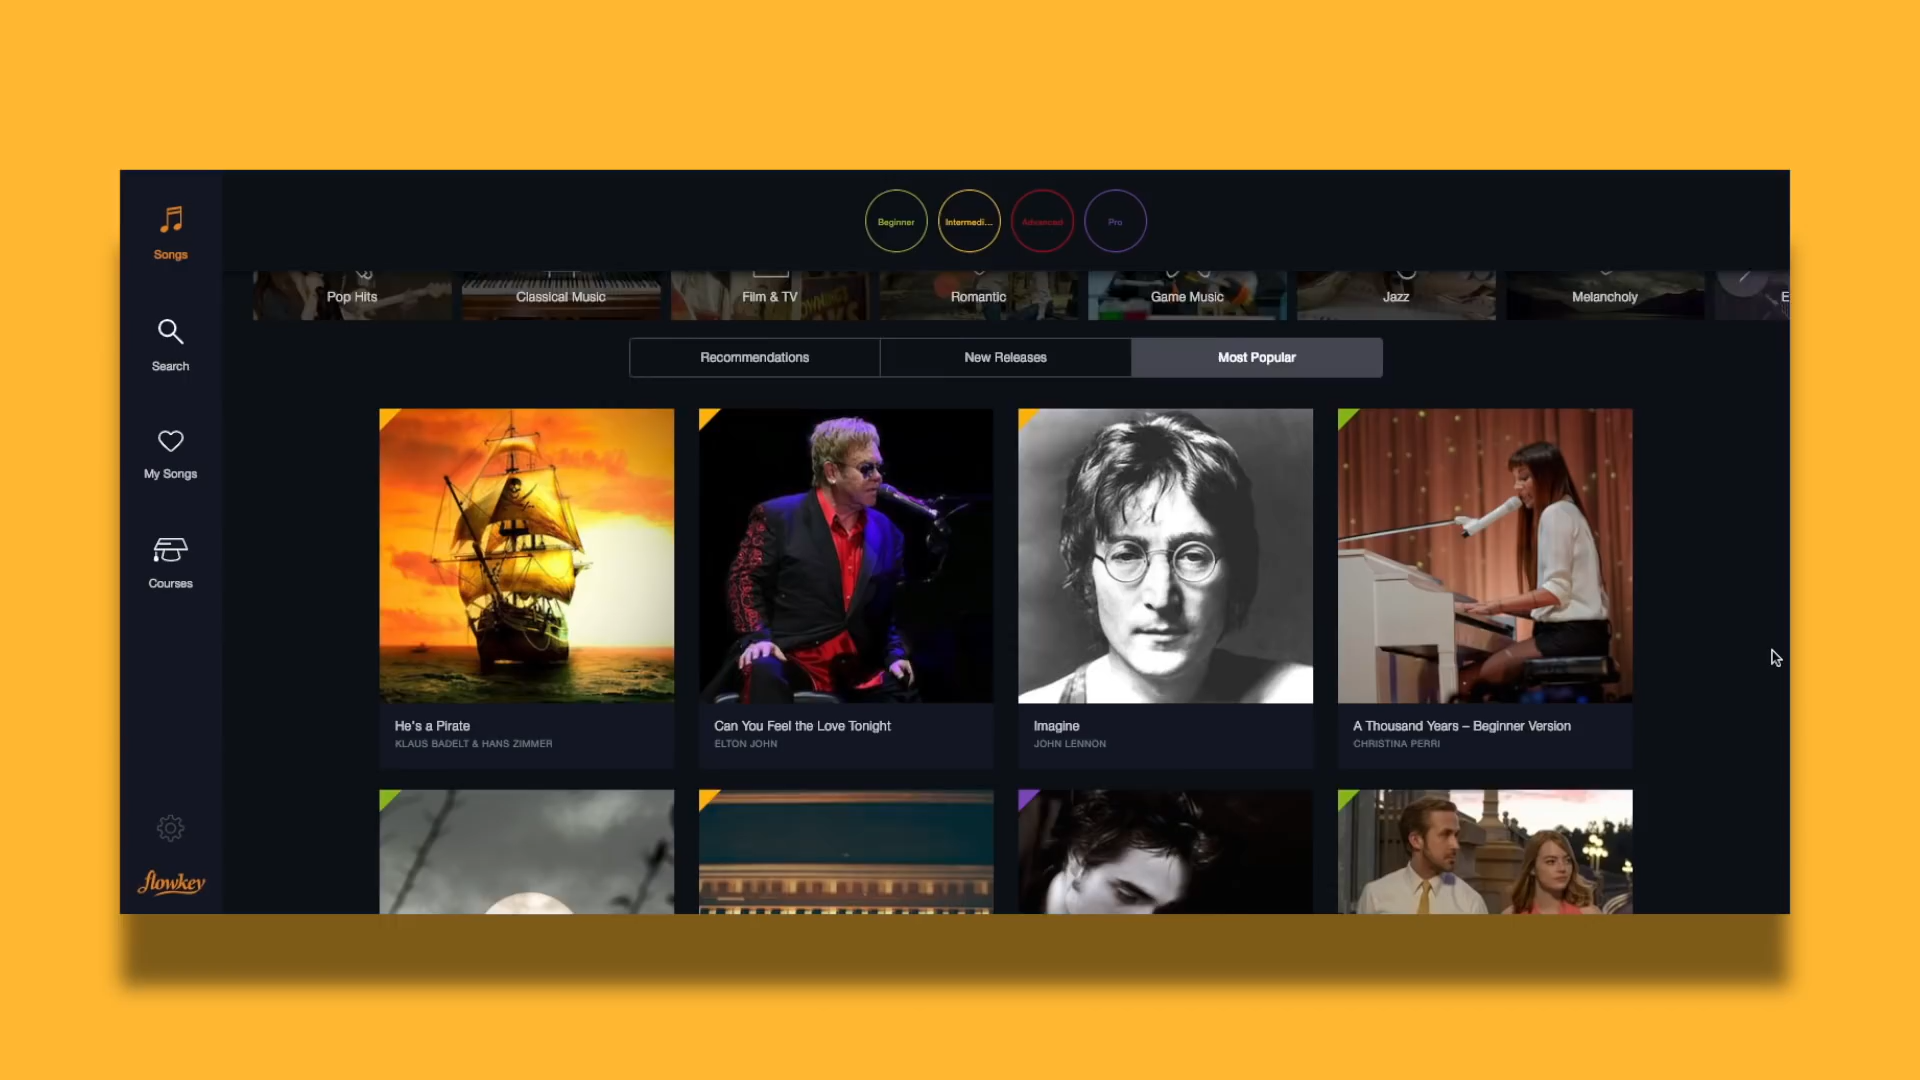 Songs
Search
My Songs
Courses
flowkey
Beginner
Intermedi...
Advanced
Pro
Pop Hits
Classical Music
Film & TV
Romantic
Game Music
Jazz
Melancholy
E
Recommendations
New Releases
Most Popular
He's a Pirate
KLAUS BADELT & HANS ZIMMER
Can You Feel the Love Tonight
ELTON JOHN
Imagine
JOHN LENNON
A Thousand Years – Beginner Version
CHRISTINA PERRI